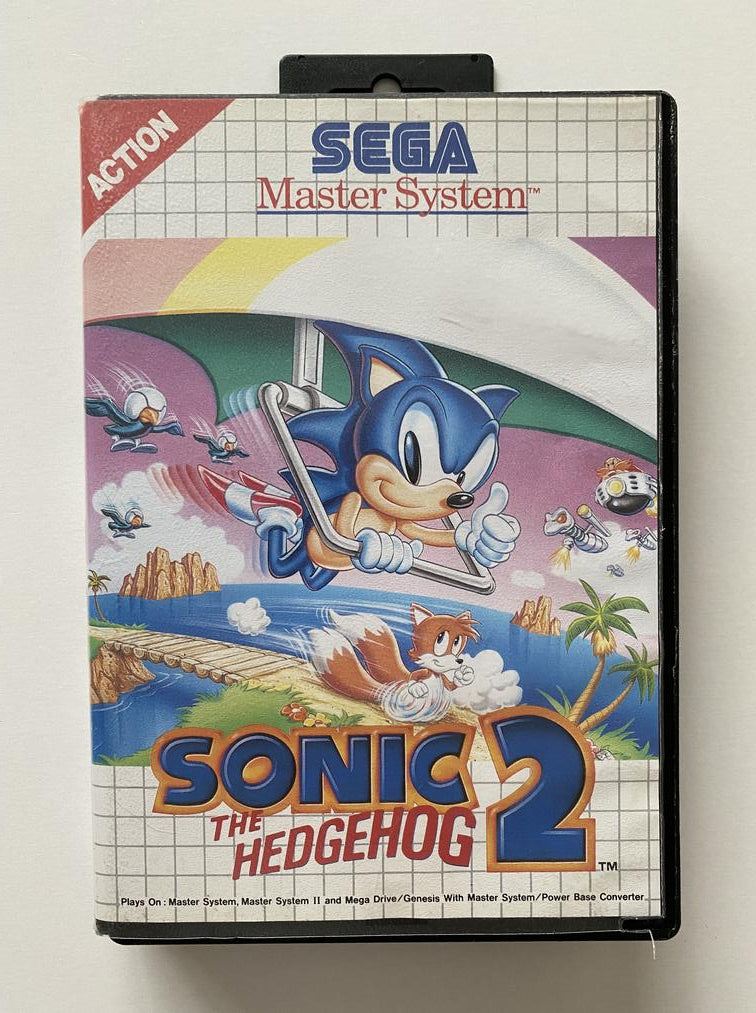 ACTION
SEGA
Master System™
SONIC 2
THE
HEDGEHOG
TM
Plays On : Master System, Master System II and Mega Drive/Genesis With Master System/Power Base Converter